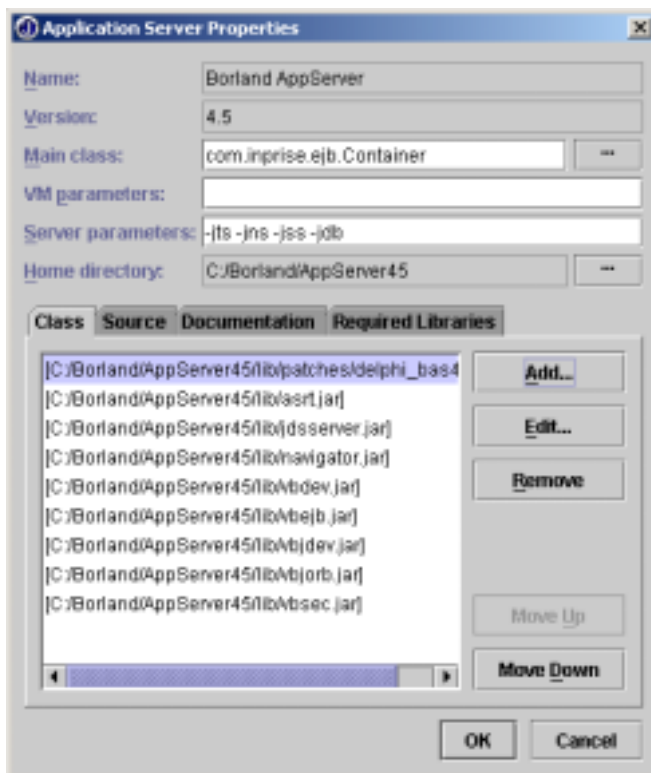 Application Server Properties
Name: Borland AppServer
Version: 4.5
Main class: com.inprise.ejb.Container ...
VM parameters:
Server parameters: -jts -jns -jss -jdb
Home directory: C:/Borland/AppServer45 ...
Class Source Documentation Required Libraries
[C:/Borland/AppServer45/lib/patches/delphi_bas4
[C:/Borland/AppServer45/lib/asrt.jar]
[C:/Borland/AppServer45/lib/jdsserver.jar]
[C:/Borland/AppServer45/lib/navigator.jar]
[C:/Borland/AppServer45/lib/vbdev.jar]
[C:/Borland/AppServer45/lib/vbejb.jar]
[C:/Borland/AppServer45/lib/vbjdev.jar]
[C:/Borland/AppServer45/lib/vbjorb.jar]
[C:/Borland/AppServer45/lib/vbsec.jar]
Add...
Edit...
Remove
Move Up
Move Down
OK Cancel